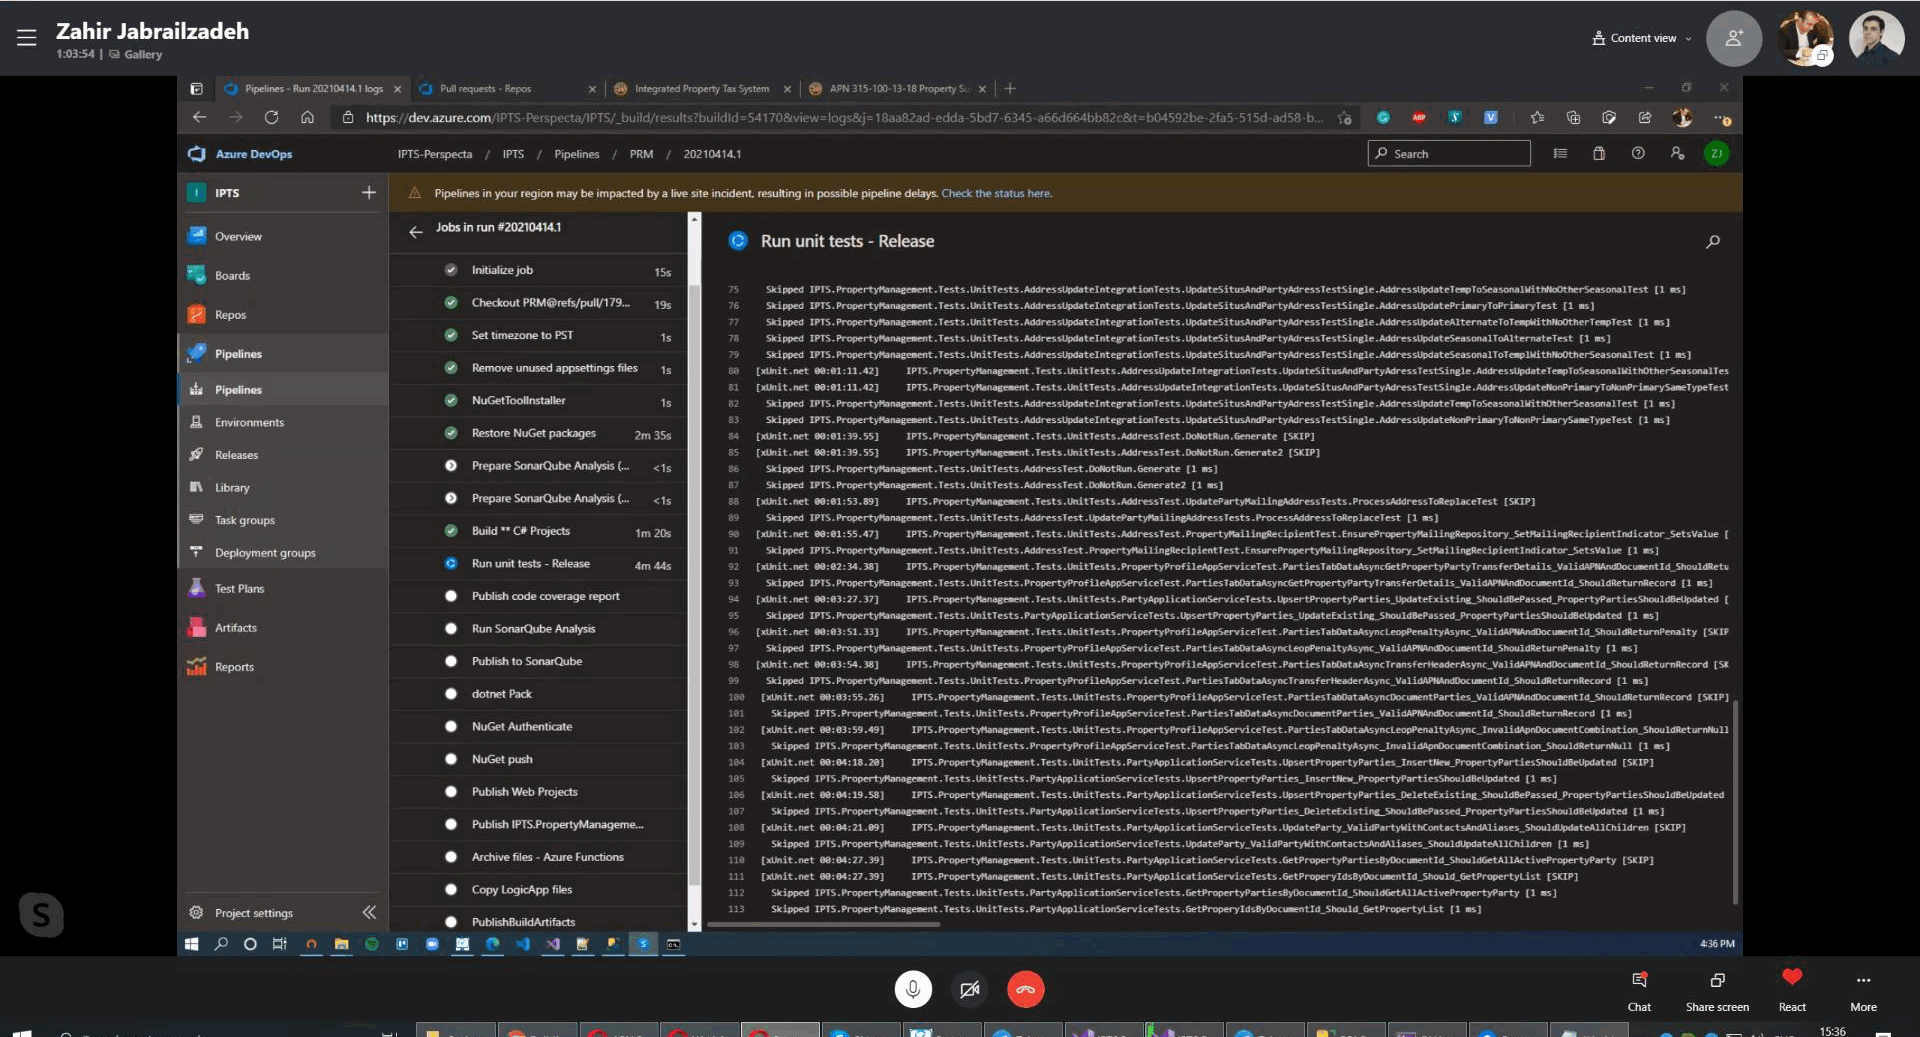 Zahir Jabrailzadeh
1:03:54 | Gallery
Content view
Pipelines - Run 20210414.1 logs
Pull requests - Repos
Integrated Property Tax System
APN 315-100-13-18 Property Su
https://dev.azure.com/IPTS-Perspecta/IPTS/_build/results?buildId=54170&view=logs&j=18aa82ad-edda-5bd7-6345-a66d664bb82c&t=b04592be-2fa5-515d-ad58-b...
ABP
Azure DevOps
IPTS-Perspecta / IPTS / Pipelines / PRM / 20210414.1
Search
ZJ
I IPTS
Pipelines in your region may be impacted by a live site incident, resulting in possible pipeline delays. Check the status here.
Overview
Boards
Repos
Pipelines
Pipelines
Environments
Releases
Library
Task groups
Deployment groups
Test Plans
Artifacts
Reports
Project settings
Jobs in run #20210414.1
Initialize job 15s
Checkout PRM@refs/pull/179... 19s
Set timezone to PST 1s
Remove unused appsettings files 1s
NuGetToolInstaller 1s
Restore NuGet packages 2m 35s
Prepare SonarQube Analysis (... <1s
Prepare SonarQube Analysis (... <1s
Build ** C# Projects 1m 20s
Run unit tests - Release 4m 44s
Publish code coverage report
Run SonarQube Analysis
Publish to SonarQube
dotnet Pack
NuGet Authenticate
NuGet push
Publish Web Projects
Publish IPTS.PropertyManageme...
Archive files - Azure Functions
Copy LogicApp files
PublishBuildArtifacts
Run unit tests - Release
75 Skipped IPTS.PropertyManagement.Tests.UnitTests.AddressUpdateIntegrationTests.UpdateSitusAndPartyAdressTestSingle.AddressUpdateTempToSeasonalWithNoOtherSeasonalTest [1 ms]
76 Skipped IPTS.PropertyManagement.Tests.UnitTests.AddressUpdateIntegrationTests.UpdateSitusAndPartyAdressTestSingle.AddressUpdatePrimaryToPrimaryTest [1 ms]
77 Skipped IPTS.PropertyManagement.Tests.UnitTests.AddressUpdateIntegrationTests.UpdateSitusAndPartyAdressTestSingle.AddressUpdateAlternateToTempWithNoOtherTempTest [1 ms]
78 Skipped IPTS.PropertyManagement.Tests.UnitTests.AddressUpdateIntegrationTests.UpdateSitusAndPartyAdressTestSingle.AddressUpdateSeasonalToAlternateTest [1 ms]
79 Skipped IPTS.PropertyManagement.Tests.UnitTests.AddressUpdateIntegrationTests.UpdateSitusAndPartyAdressTestSingle.AddressUpdateSeasonalToTemplWithNoOtherSeasonalTest [1 ms]
80 [xUnit.net 00:01:11.42] IPTS.PropertyManagement.Tests.UnitTests.AddressUpdateIntegrationTests.UpdateSitusAndPartyAdressTestSingle.AddressUpdateTempToSeasonalWithOtherSeasonalTes
81 [xUnit.net 00:01:11.42] IPTS.PropertyManagement.Tests.UnitTests.AddressUpdateIntegrationTests.UpdateSitusAndPartyAdressTestSingle.AddressUpdateNonPrimaryToNonPrimarySameTypeTest
82 Skipped IPTS.PropertyManagement.Tests.UnitTests.AddressUpdateIntegrationTests.UpdateSitusAndPartyAdressTestSingle.AddressUpdateTempToSeasonalWithOtherSeasonalTest [1 ms]
83 Skipped IPTS.PropertyManagement.Tests.UnitTests.AddressUpdateIntegrationTests.UpdateSitusAndPartyAdressTestSingle.AddressUpdateNonPrimaryToNonPrimarySameTypeTest [1 ms]
84 [xUnit.net 00:01:39.55] IPTS.PropertyManagement.Tests.UnitTests.AddressTest.DoNotRun.Generate [SKIP]
85 [xUnit.net 00:01:39.55] IPTS.PropertyManagement.Tests.UnitTests.AddressTest.DoNotRun.Generate2 [SKIP]
86 Skipped IPTS.PropertyManagement.Tests.UnitTests.AddressTest.DoNotRun.Generate [1 ms]
87 Skipped IPTS.PropertyManagement.Tests.UnitTests.AddressTest.DoNotRun.Generate2 [1 ms]
88 [xUnit.net 00:01:53.89] IPTS.PropertyManagement.Tests.UnitTests.AddressTest.UpdatePartyMailingAddressTests.ProcessAddressToReplaceTest [SKIP]
89 Skipped IPTS.PropertyManagement.Tests.UnitTests.AddressTest.UpdatePartyMailingAddressTests.ProcessAddressToReplaceTest [1 ms]
90 [xUnit.net 00:01:55.47] IPTS.PropertyManagement.Tests.UnitTests.AddressTest.PropertyMailingRecipientTest.EnsurePropertyMailingRepository_SetMailingRecipientIndicator_SetsValue [
91 Skipped IPTS.PropertyManagement.Tests.UnitTests.AddressTest.PropertyMailingRecipientTest.EnsurePropertyMailingRepository_SetMailingRecipientIndicator_SetsValue [1 ms]
92 [xUnit.net 00:02:34.38] IPTS.PropertyManagement.Tests.UnitTests.PropertyProfileAppServiceTest.PartiesTabDataAsyncGetPropertyPartyTransferDetails_ValidAPNAndDocumentId_ShouldRetu
93 Skipped IPTS.PropertyManagement.Tests.UnitTests.PropertyProfileAppServiceTest.PartiesTabDataAsyncGetPropertyPartyTransferDetails_ValidAPNAndDocumentId_ShouldReturnRecord [1 ms]
94 [xUnit.net 00:03:27.37] IPTS.PropertyManagement.Tests.UnitTests.PartyApplicationServiceTests.UpsertPropertyParties_UpdateExisting_ShouldBePassed_PropertyPartiesShouldBeUpdated [
95 Skipped IPTS.PropertyManagement.Tests.UnitTests.PartyApplicationServiceTests.UpsertPropertyParties_UpdateExisting_ShouldBePassed_PropertyPartiesShouldBeUpdated [1 ms]
96 [xUnit.net 00:03:51.33] IPTS.PropertyManagement.Tests.UnitTests.PropertyProfileAppServiceTest.PartiesTabDataAsyncLeopPenaltyAsync_ValidAPNAndDocumentId_ShouldReturnPenalty [SKIP
97 Skipped IPTS.PropertyManagement.Tests.UnitTests.PropertyProfileAppServiceTest.PartiesTabDataAsyncLeopPenaltyAsync_ValidAPNAndDocumentId_ShouldReturnPenalty [1 ms]
98 [xUnit.net 00:03:54.38] IPTS.PropertyManagement.Tests.UnitTests.PropertyProfileAppServiceTest.PartiesTabDataAsyncTransferHeaderAsync_ValidAPNAndDocumentId_ShouldReturnRecord [SK
99 Skipped IPTS.PropertyManagement.Tests.UnitTests.PropertyProfileAppServiceTest.PartiesTabDataAsyncTransferHeaderAsync_ValidAPNAndDocumentId_ShouldReturnRecord [1 ms]
100 [xUnit.net 00:03:55.26] IPTS.PropertyManagement.Tests.UnitTests.PropertyProfileAppServiceTest.PartiesTabDataAsyncDocumentParties_ValidAPNAndDocumentId_ShouldReturnRecord [SKIP]
101 Skipped IPTS.PropertyManagement.Tests.UnitTests.PropertyProfileAppServiceTest.PartiesTabDataAsyncDocumentParties_ValidAPNAndDocumentId_ShouldReturnRecord [1 ms]
102 [xUnit.net 00:03:59.49] IPTS.PropertyManagement.Tests.UnitTests.PropertyProfileAppServiceTest.PartiesTabDataAsyncLeopPenaltyAsync_InvalidApnDocumentCombination_ShouldReturnNull
103 Skipped IPTS.PropertyManagement.Tests.UnitTests.PropertyProfileAppServiceTest.PartiesTabDataAsyncLeopPenaltyAsync_InvalidApnDocumentCombination_ShouldReturnNull [1 ms]
104 [xUnit.net 00:04:18.20] IPTS.PropertyManagement.Tests.UnitTests.PartyApplicationServiceTests.UpsertPropertyParties_InsertNew_PropertyPartiesShouldBeUpdated [SKIP]
105 Skipped IPTS.PropertyManagement.Tests.UnitTests.PartyApplicationServiceTests.UpsertPropertyParties_InsertNew_PropertyPartiesShouldBeUpdated [1 ms]
106 [xUnit.net 00:04:19.58] IPTS.PropertyManagement.Tests.UnitTests.PartyApplicationServiceTests.UpsertPropertyParties_DeleteExisting_ShouldBePassed_PropertyPartiesShouldBeUpdated
107 Skipped IPTS.PropertyManagement.Tests.UnitTests.PartyApplicationServiceTests.UpsertPropertyParties_DeleteExisting_ShouldBePassed_PropertyPartiesShouldBeUpdated [1 ms]
108 [xUnit.net 00:04:21.09] IPTS.PropertyManagement.Tests.UnitTests.PartyApplicationServiceTests.UpdateParty_ValidPartyWithContactsAndAliases_ShouldUpdateAllChildren [SKIP]
109 Skipped IPTS.PropertyManagement.Tests.UnitTests.PartyApplicationServiceTests.UpdateParty_ValidPartyWithContactsAndAliases_ShouldUpdateAllChildren [1 ms]
110 [xUnit.net 00:04:27.39] IPTS.PropertyManagement.Tests.UnitTests.PartyApplicationServiceTests.GetPropertyPartiesByDocumentId_ShouldGetAllActivePropertyParty [SKIP]
111 [xUnit.net 00:04:27.39] IPTS.PropertyManagement.Tests.UnitTests.PartyApplicationServiceTests.GetProperyIdsByDocumentId_Should_GetPropertyList [SKIP]
112 Skipped IPTS.PropertyManagement.Tests.UnitTests.PartyApplicationServiceTests.GetPropertyPartiesByDocumentId_ShouldGetAllActivePropertyParty [1 ms]
113 Skipped IPTS.PropertyManagement.Tests.UnitTests.PartyApplicationServiceTests.GetProperyIdsByDocumentId_Should_GetPropertyList [1 ms]
4:36 PM
Chat
Share screen
React
More
15:36